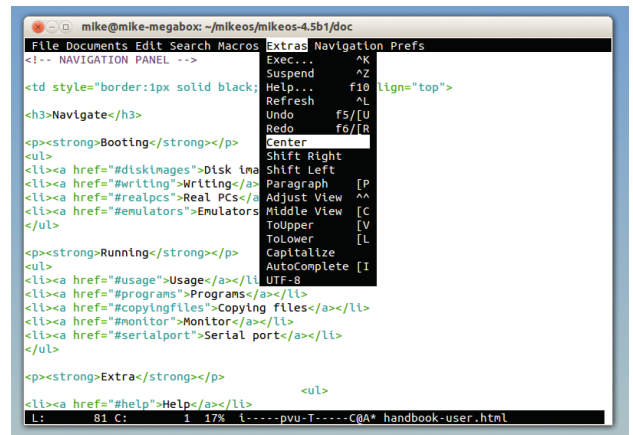 mike@mike-megabox: ~/mikeos/mikeos-4.5b1/doc
File Documents Edit Search Macros Extras Navigation Prefs
<!-- NAVIGATION PANEL --> Exec... ^K
Suspend ^Z
<td style="border:1px solid black; Help... f10 lign="top">
Refresh ^L
<h3>Navigate</h3> Undo f5/[U
Redo f6/[R
<p><strong>Booting</strong></p> Center
<ul> Shift Right
<li><a href="#diskimages">Disk ima Shift Left
<li><a href="#writing">Writing</a> Paragraph [P
<li><a href="#realpcs">Real PCs</a Adjust View ^^
<li><a href="#emulators">Emulators Middle View [C
</ul> ToUpper [V
ToLower [L
<p><strong>Running</strong></p> Capitalize
<ul> AutoComplete [I
<li><a href="#usage">Usage</a></li UTF-8
<li><a href="#programs">Programs</a></li>
<li><a href="#copyingfiles">Copying files</a></li>
<li><a href="#monitor">Monitor</a></li>
<li><a href="#serialport">Serial port</a></li>
</ul>
<p><strong>Extra</strong></p>
<ul>
<li><a href="#help">Help</a></li>
L: 81 C: 1 17% i-----pvu-T-----C@A* handbook-user.html